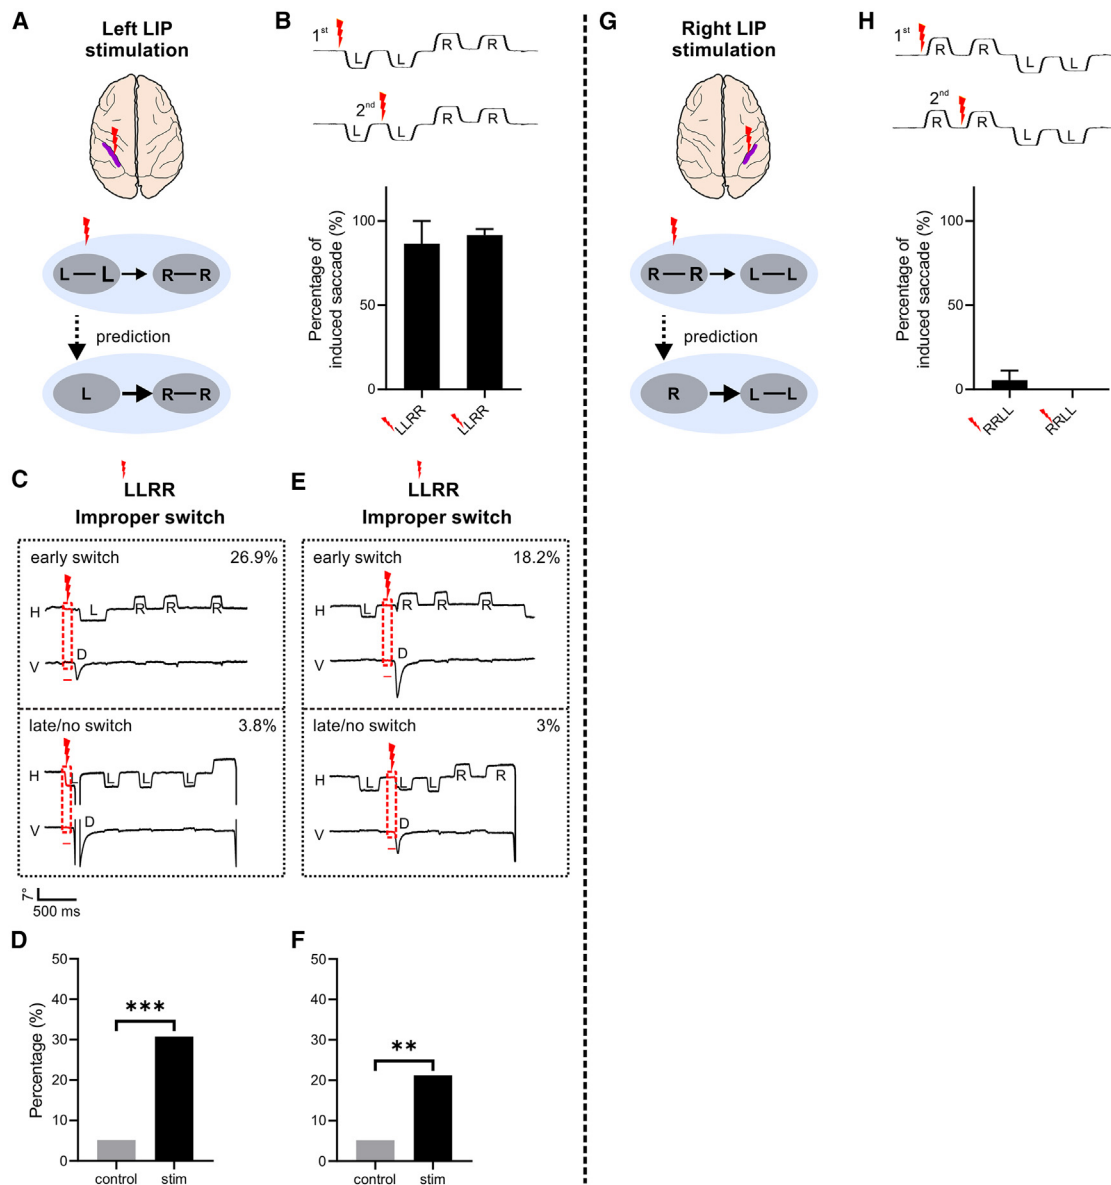 A
Left LIP
stimulation
L L R R
prediction
L R R
B
1st
L L R R
2nd
L L R R
Percentage of
induced saccade (%)
100
50
0
LLRR LLRR
C
LLRR
Improper switch
early switch 26.9%
H L R R R
V D
late/no switch 3.8%
H L L L L
V D
7°
500 ms
D
Percentage (%)
50
40
30
20
10
0
***
control stim
E
LLRR
Improper switch
early switch 18.2%
H L R R R
V D
late/no switch 3%
H L L L R R
V D
F
50
40
30
20
10
0
**
control stim
G
Right LIP
stimulation
R R L L
prediction
R L L
H
1st
R R L L
2nd
R R L L
Percentage of
induced saccade (%)
100
50
0
RRLL RRLL